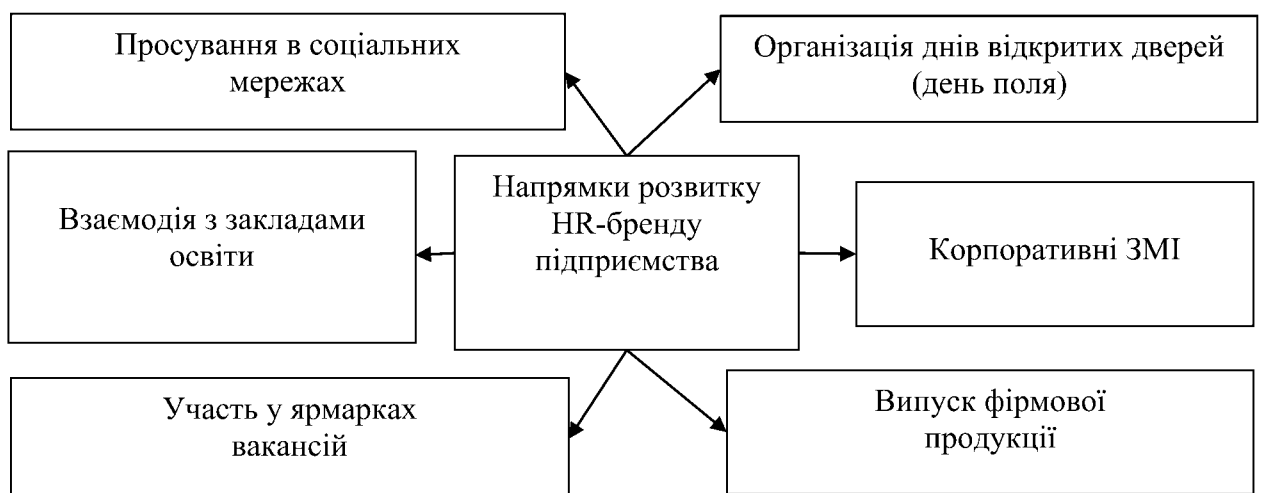 Просування в соціальних
мережах
Організація днів відкритих дверей
(день поля)
Взаємодія з закладами
освіти
Напрямки розвитку
HR-бренду
підприємства
Корпоративні ЗМІ
Участь у ярмарках
вакансій
Випуск фірмової
продукції